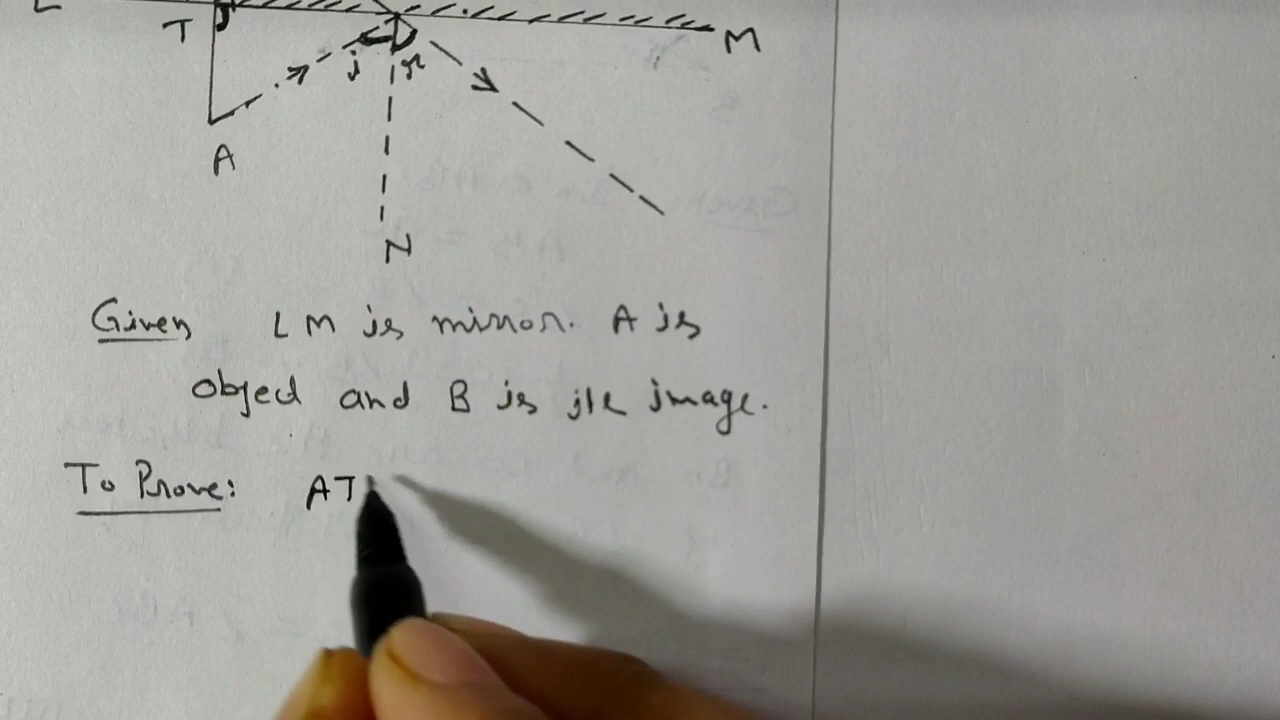 L
T
M
i r
A
N
Given LM is mirror. A is
object and B is its image.
To Prove: AT